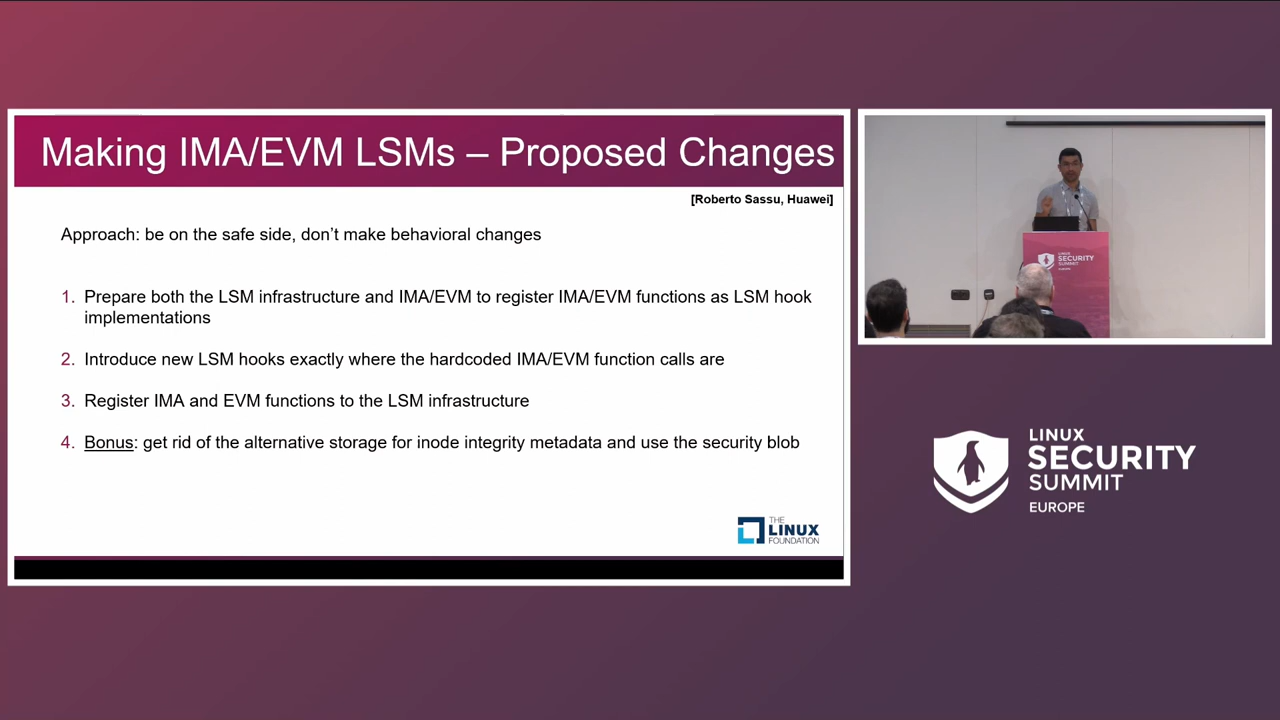 Making IMA/EVM LSMs – Proposed Changes
[Roberto Sassu, Huawei]
Approach: be on the safe side, don’t make behavioral changes
1. Prepare both the LSM infrastructure and IMA/EVM to register IMA/EVM functions as LSM hook
implementations
2. Introduce new LSM hooks exactly where the hardcoded IMA/EVM function calls are
3. Register IMA and EVM functions to the LSM infrastructure
4. Bonus: get rid of the alternative storage for inode integrity metadata and use the security blob
THE
LINUX
FOUNDATION
LINUX
SECURITY
SUMMIT
EUROPE
LINUX
SECURITY
SUMMIT
EUROPE